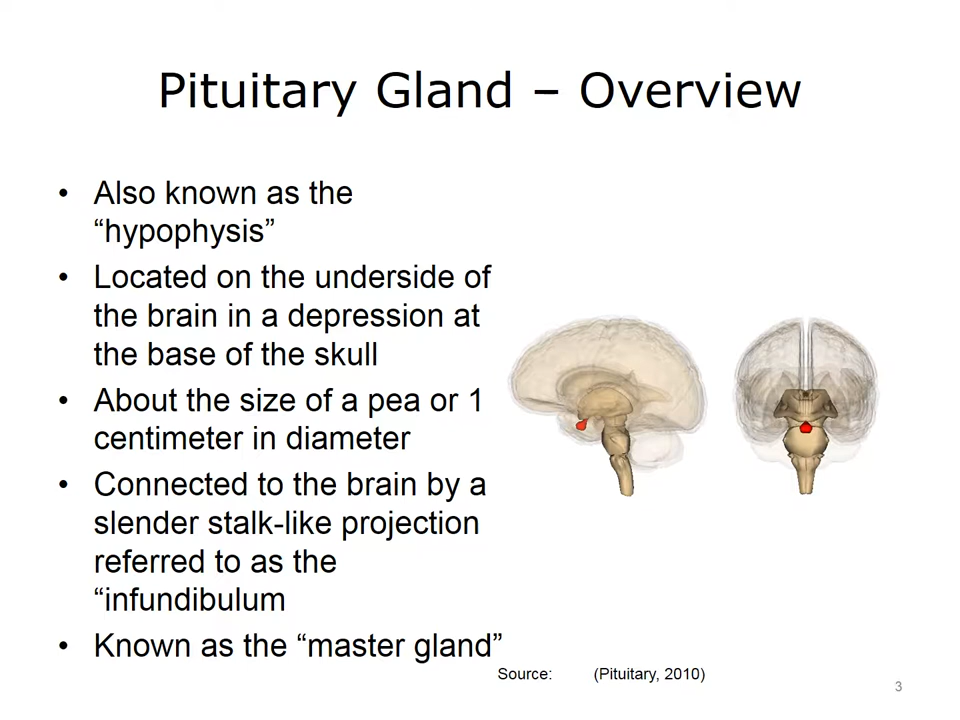 Pituitary Gland – Overview
• Also known as the
“hypophysis”
• Located on the underside of
the brain in a depression at
the base of the skull
• About the size of a pea or 1
centimeter in diameter
• Connected to the brain by a
slender stalk-like projection
referred to as the
“infundibulum
• Known as the “master gland”
Source: (Pituitary, 2010)
3